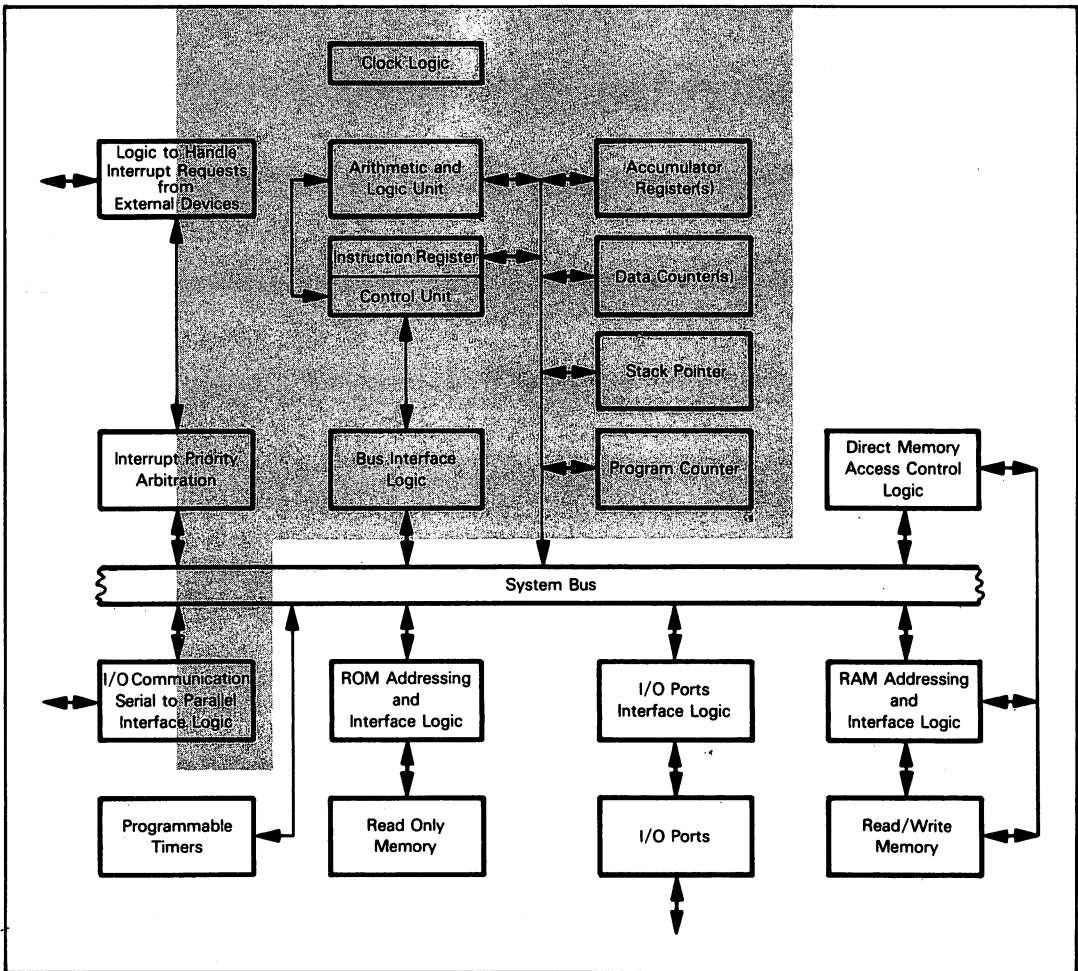 Clock Logic
Logic to Handle
Interrupt Requests
from
External Devices
Arithmetic and
Logic Unit
Accumulator
Register(s)
Instruction Register
Control Unit
Data Counter(s)
Stack Pointer
Interrupt Priority
Arbitration
Bus Interface
Logic
Program Counter
Direct Memory
Access Control
Logic
System Bus
I/O Communication
Serial to Parallel
Interface Logic
ROM Addressing
and
Interface Logic
I/O Ports
Interface Logic
RAM Addressing
and
Interface Logic
Programmable
Timers
Read Only
Memory
I/O Ports
Read/Write
Memory